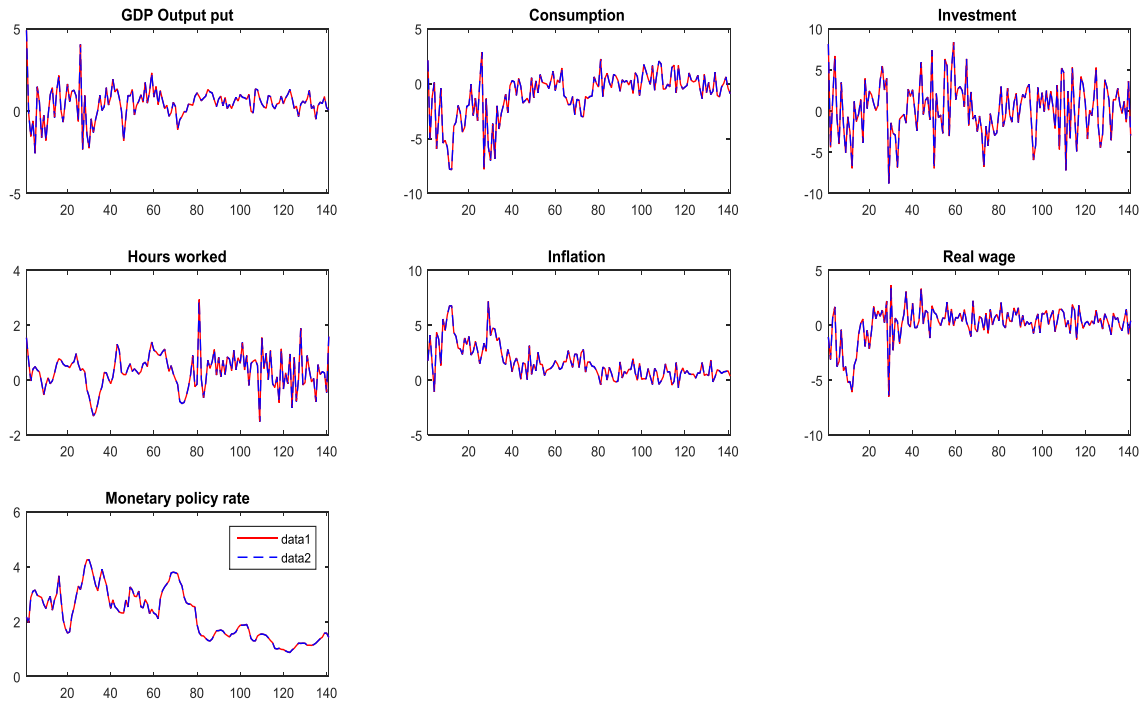 GDP Output put
5
0
-5
20 40 60 80 100 120 140
Consumption
5
0
-5
-10
20 40 60 80 100 120 140
Investment
10
5
0
-5
-10
20 40 60 80 100 120 140
Hours worked
4
2
0
-2
20 40 60 80 100 120 140
Inflation
10
5
0
-5
20 40 60 80 100 120 140
Real wage
5
0
-5
-10
20 40 60 80 100 120 140
Monetary policy rate
6
4
2
0
data1
data2
20 40 60 80 100 120 140